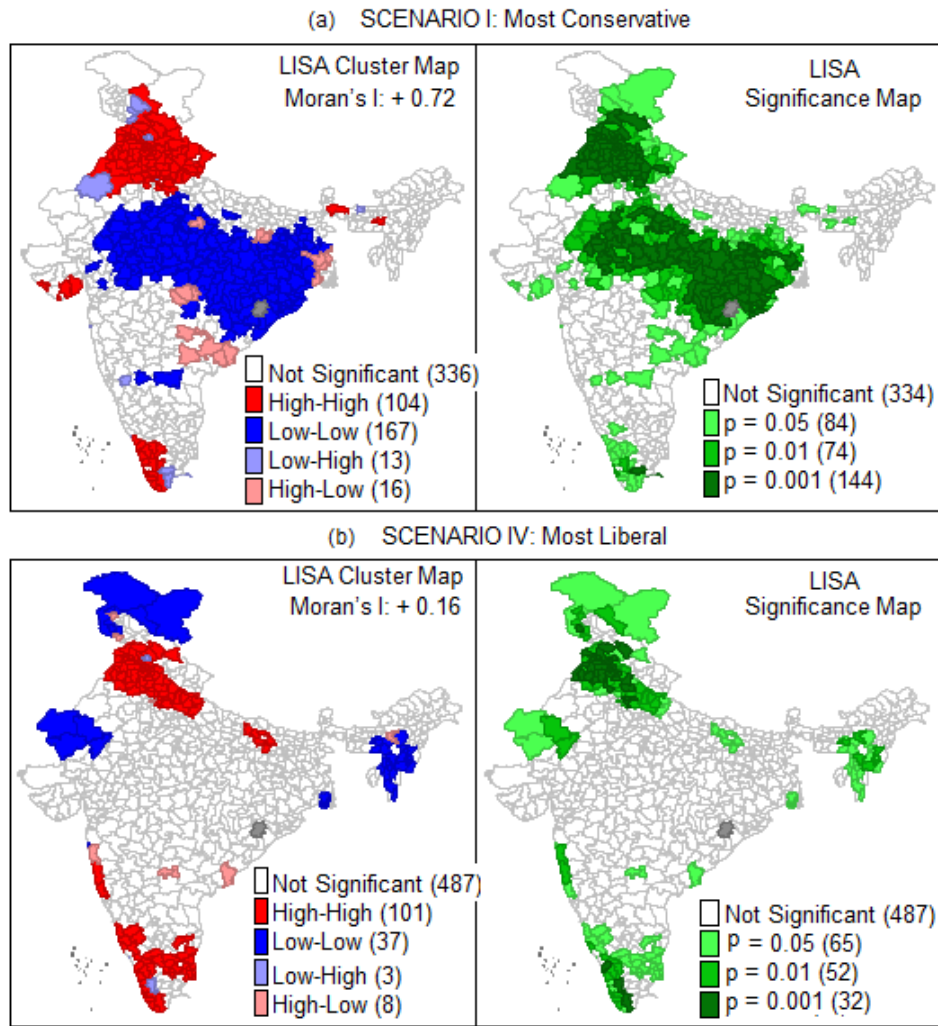 (a) SCENARIO I: Most Conservative
LISA Cluster Map
Moran's I: + 0.72
Not Significant (336)
High-High (104)
Low-Low (167)
Low-High (13)
High-Low (16)
LISA
Significance Map
Not Significant (334)
p = 0.05 (84)
p = 0.01 (74)
p = 0.001 (144)
(b) SCENARIO IV: Most Liberal
LISA Cluster Map
Moran's I: + 0.16
Not Significant (487)
High-High (101)
Low-Low (37)
Low-High (3)
High-Low (8)
LISA
Significance Map
Not Significant (487)
p = 0.05 (65)
p = 0.01 (52)
p = 0.001 (32)